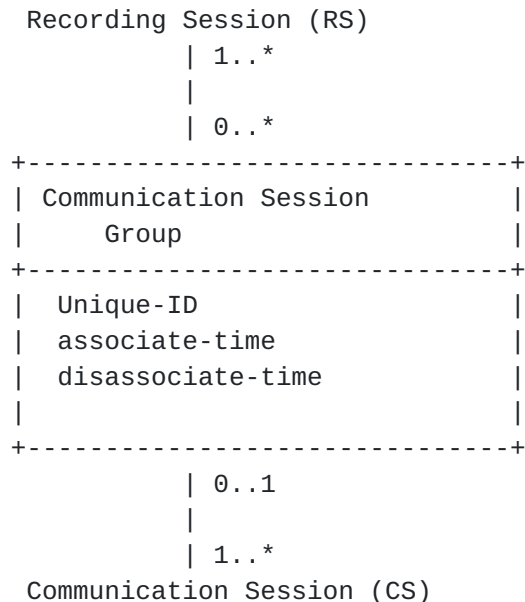 Recording Session (RS)
| 1..*
|
| 0..*
+-------------------------------+
| Communication Session |
| Group |
+-------------------------------+
| Unique-ID |
| associate-time |
| disassociate-time |
| |
+-------------------------------+
| 0..1
|
| 1..*
Communication Session (CS)